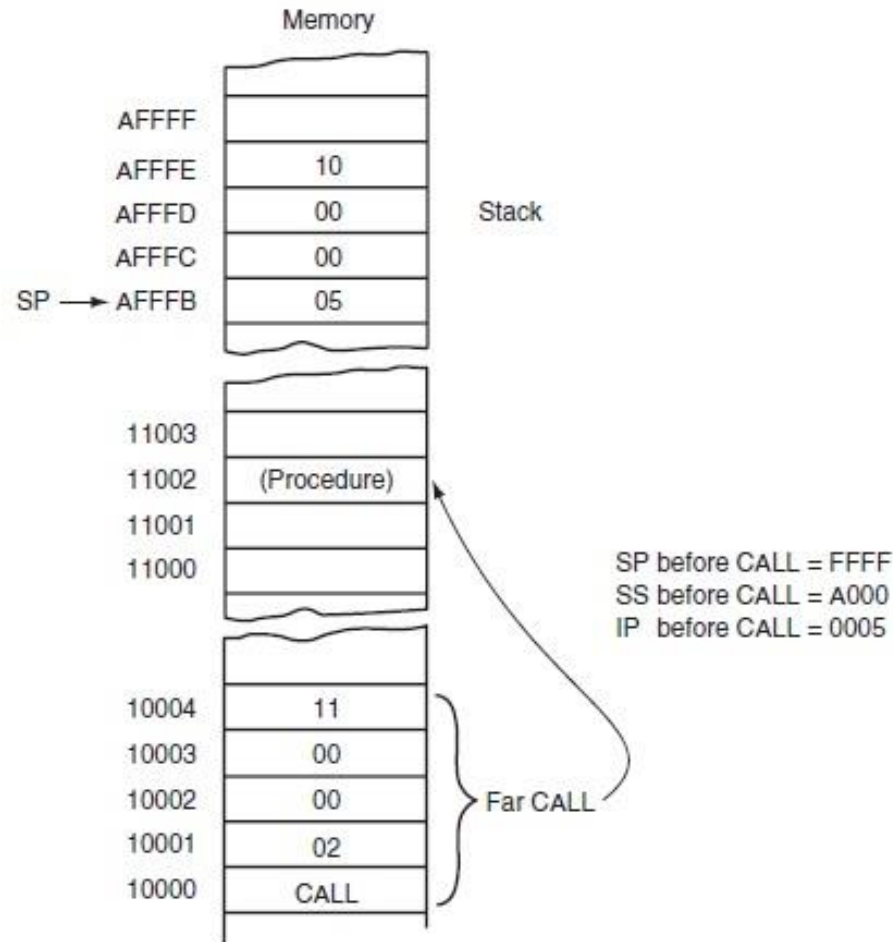 Memory
AFFFF
AFFFE 10
AFFFD 00 Stack
AFFFC 00
SP AFFFB 05
11003
11002 (Procedure)
11001
11000
SP before CALL = FFFF
SS before CALL = A000
IP before CALL = 0005
10004 11
10003 00
10002 00 Far CALL
10001 02
10000 CALL